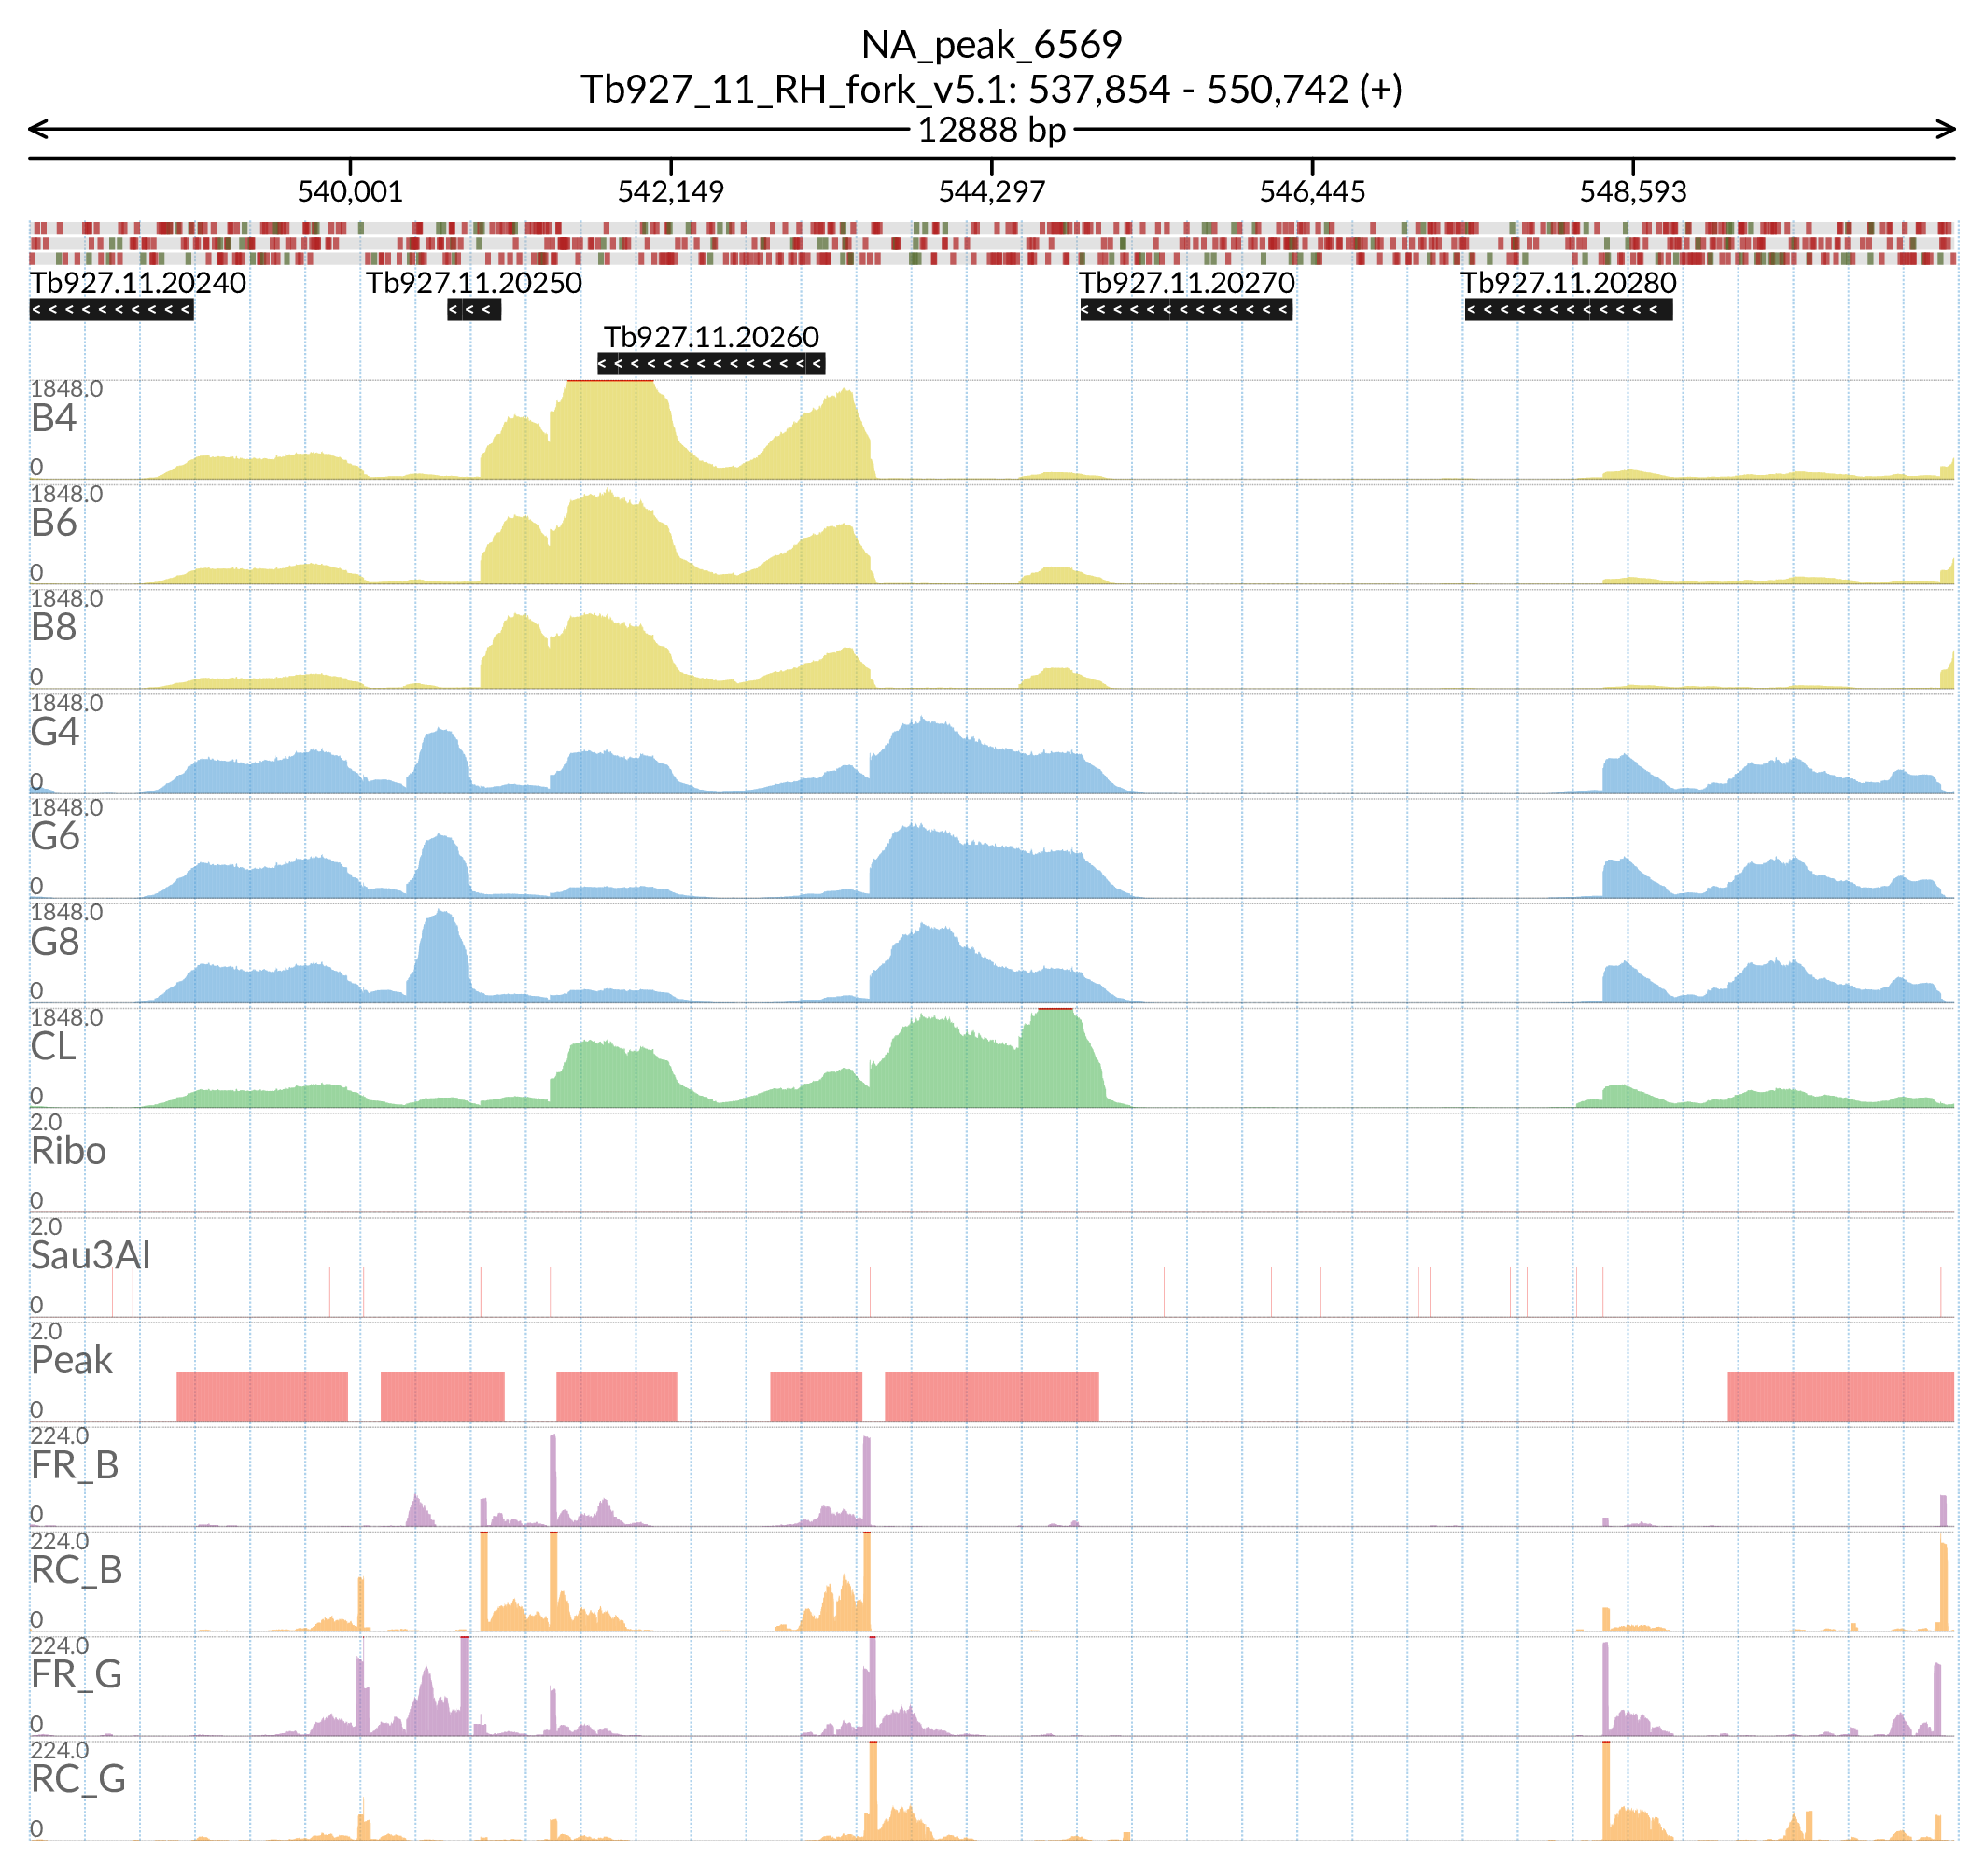 NA_peak_6569
Tb927_11_RH_fork_v5.1: 537,854 - 550,742 (+)
12888 bp
540,001 542,149 544,297 546,445 548,593
Tb927.11.20240 Tb927.11.20250 Tb927.11.20270 Tb927.11.20280
Tb927.11.20260
1848.0
B4
0
1848.0
B6
0
1848.0
B8
0
1848.0
G4
0
1848.0
G6
0
1848.0
G8
0
1848.0
CL
0
2.0
Ribo
0
2.0
Sau3AI
0
2.0
Peak
0
224.0
FR_B
0
224.0
RC_B
0
224.0
FR_G
0
224.0
RC_G
0